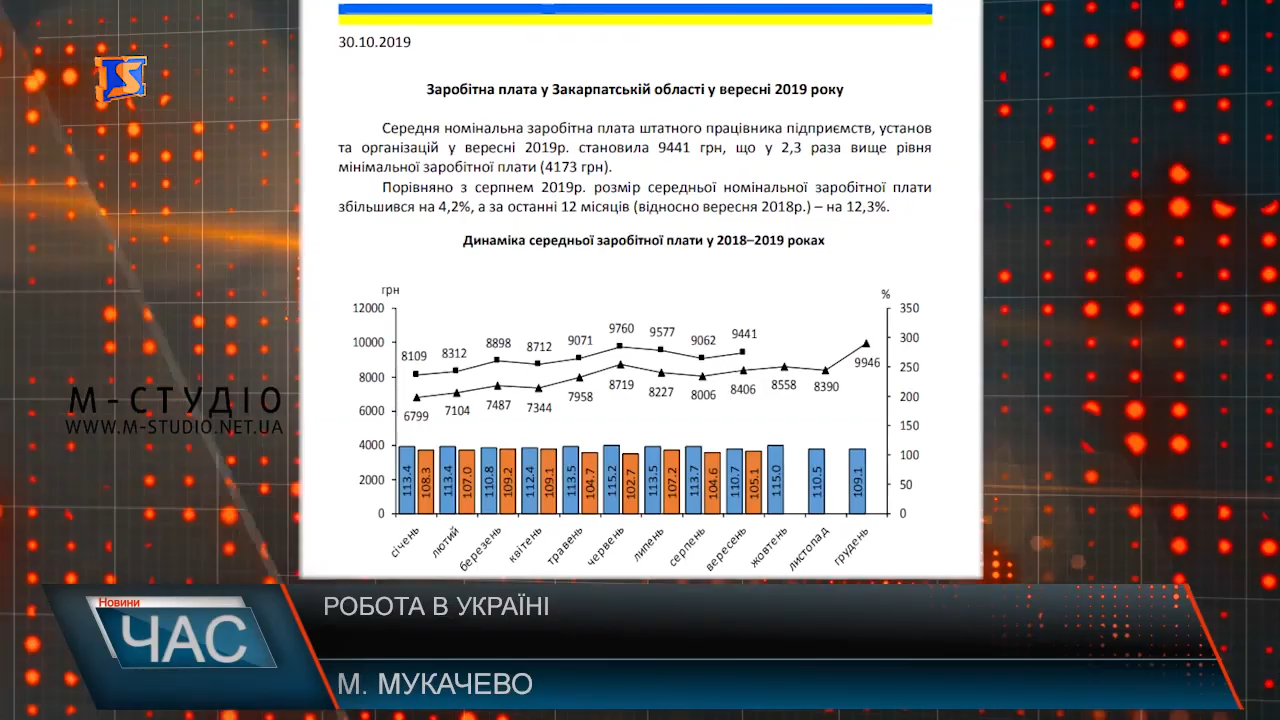 30.10.2019
Заробітна плата у Закарпатській області у вересні 2019 року
Середня номінальна заробітна плата штатного працівника підприємств, установ
та організацій у вересні 2019р. становила 9441 грн, що у 2,3 раза вище рівня
мінімальної заробітної плати (4173 грн).
Порівняно з серпнем 2019р. розмір середньої номінальної заробітної плати
збільшився на 4,2%, а за останні 12 місяців (відносно вересня 2018р.) – на 12,3%.
Динаміка середньої заробітної плати у 2018–2019 роках
грн %
12000 350
10000 300
8000 250
6000 200
4000 150
2000 100
0 50
0
8109 8312 8898 8712 9071 9760 9577 9062 9441
6799 7104 7487 7344 7958 8719 8227 8006 8406 8558 8390 9946
113.4 108.3 113.4 107.0 110.8 109.2 112.4 109.1 113.5 104.7 115.2 102.7 113.5 107.2 113.7 104.6 110.7 105.1 115.0 110.5 109.1
січень лютий березень квітень травень червень липень серпень вересень жовтень листопад грудень
М-СТУДІО
WWW.M-STUDIO.NET.UA
Новини
ЧАС
РОБОТА В УКРАЇНІ
М. МУКАЧЕВО